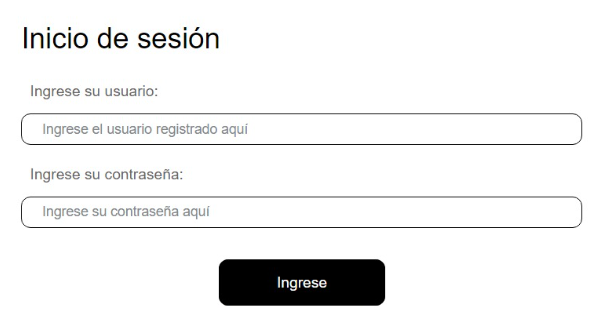 Inicio de sesión
Ingrese su usuario:
Ingrese el usuario registrado aquí
Ingrese su contraseña:
Ingrese su contraseña aquí
Ingrese